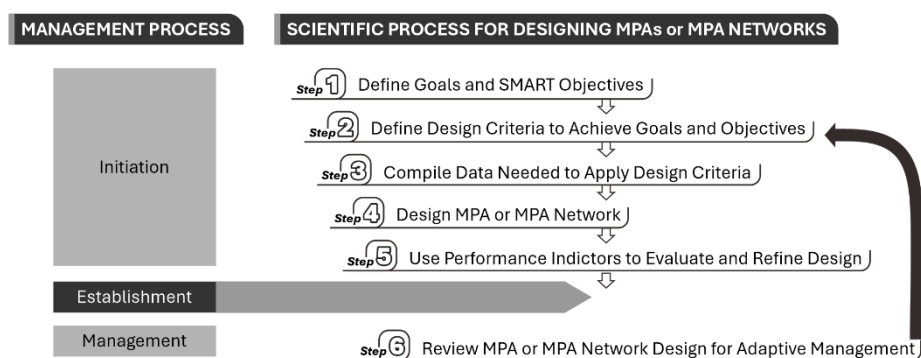 MANAGEMENT PROCESS
SCIENTIFIC PROCESS FOR DESIGNING MPAs or MPA NETWORKS
Initiation
Step 1 Define Goals and SMART Objectives
Step 2 Define Design Criteria to Achieve Goals and Objectives
Step 3 Compile Data Needed to Apply Design Criteria
Step 4 Design MPA or MPA Network
Step 5 Use Performance Indictors to Evaluate and Refine Design
Establishment
Management
Step 6 Review MPA or MPA Network Design for Adaptive Management